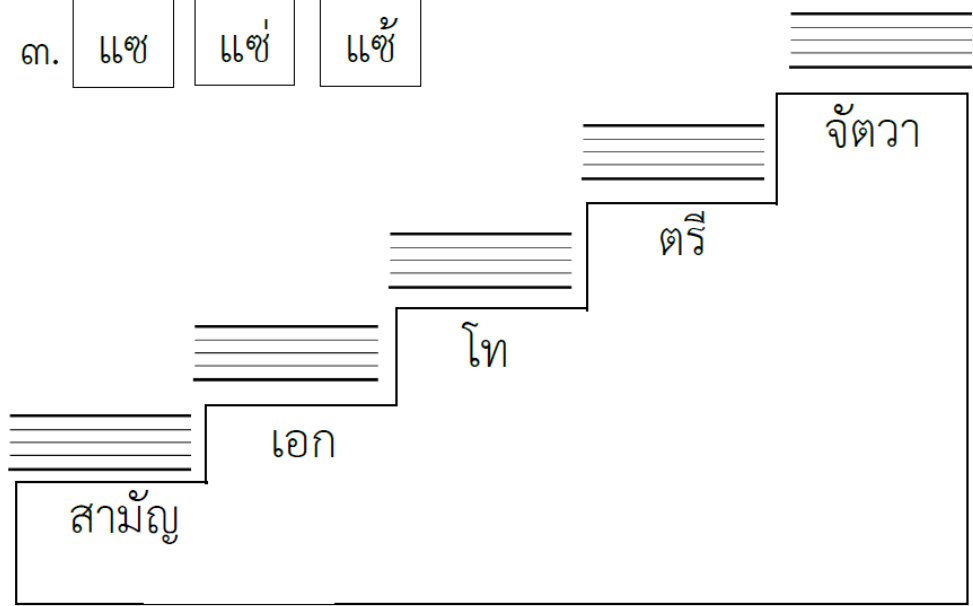 ๓. แซ แซ่ แซ้
จัตวา
ตรี
โท
เอก
สามัญ